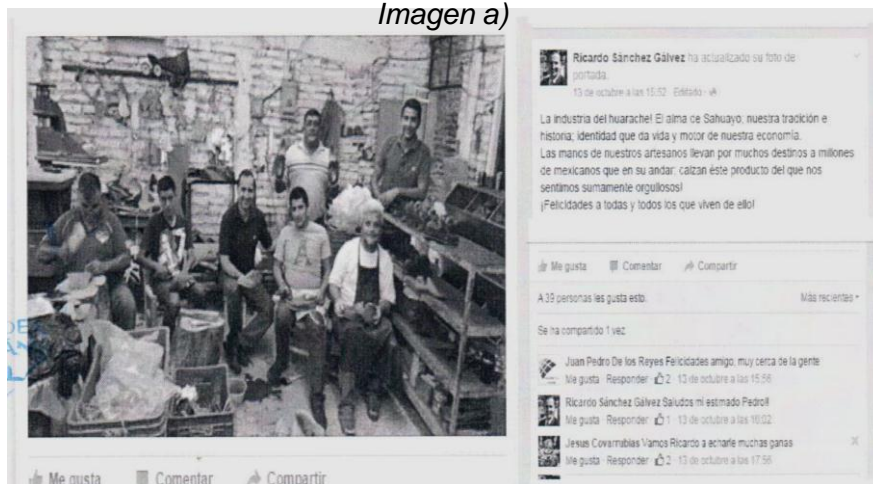 Imagen a)
Ricardo Sánchez Gálvez ha actualizado su foto de
portada.
13 de octubre a las 15:52 · Editado ·
La industria del huarache! El alma de Sahuayo; nuestra tradición e
historia; identidad que da vida y motor de nuestra economía.
Las manos de nuestros artesanos llevan por muchos destinos a millones
de mexicanos que en su andar; calzan éste producto del que nos
sentimos sumamente orgullosos!
¡Felicidades a todas y todos los que viven de ello!
Me gusta Comentar Compartir
A 39 personas les gusta esto. Más recientes
Se ha compartido 1 vez
Juan Pedro De los Reyes Felicidades amigo, muy cerca de la gente
Me gusta · Responder · 2 · 13 de octubre a las 15:56
Ricardo Sánchez Gálvez Saludos mi estimado Pedro!!
Me gusta · Responder · 1 · 13 de octubre a las 16:02
Jesus Covarrubias Vamos Ricardo a echarle muchas ganas
Me gusta · Responder · 2 · 13 de octubre a las 17:56
Me gusta Comentar Compartir